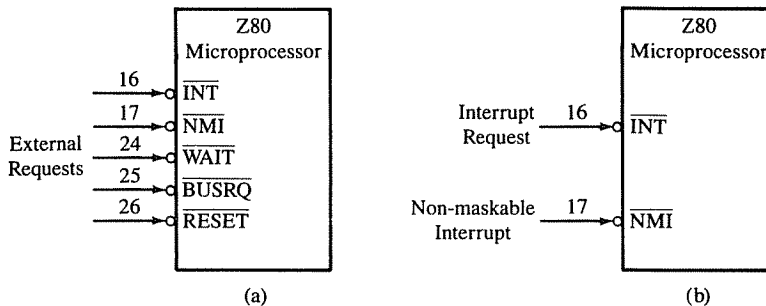 Z80
Microprocessor
16
INT
17
NMI
External
Requests
24
WAIT
25
BUSRQ
26
RESET
(a)
Z80
Microprocessor
Interrupt
Request
16
INT
Non-maskable
Interrupt
17
NMI
(b)